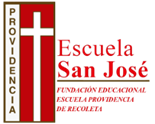 PROVIDENCIA
Escuela
San José
FUNDACIÓN EDUCACIONAL
ESCUELA PROVIDENCIA
DE RECOLETA